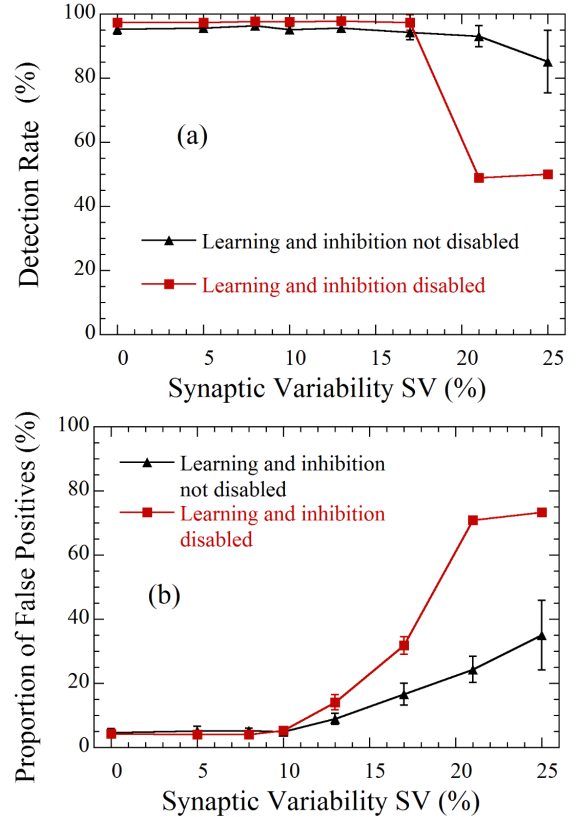 100
80
60
40
20
0
Detection Rate (%)
(a)
Learning and inhibition not disabled
Learning and inhibition disabled
0 5 10 15 20 25
Synaptic Variability SV (%)
100
80
60
40
20
0
Proportion of False Positives (%)
Learning and inhibition
not disabled
Learning and inhibition
disabled
(b)
0 5 10 15 20 25
Synaptic Variability SV (%)